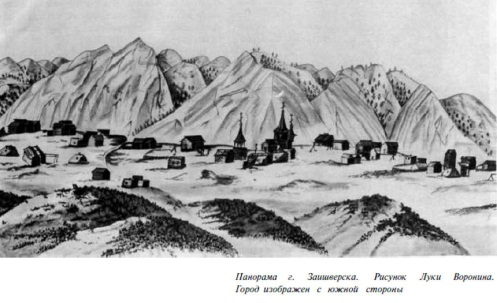 Панорама г. Зашиверска. Рисунок Луки Воронина.
Город изображен с южной стороны